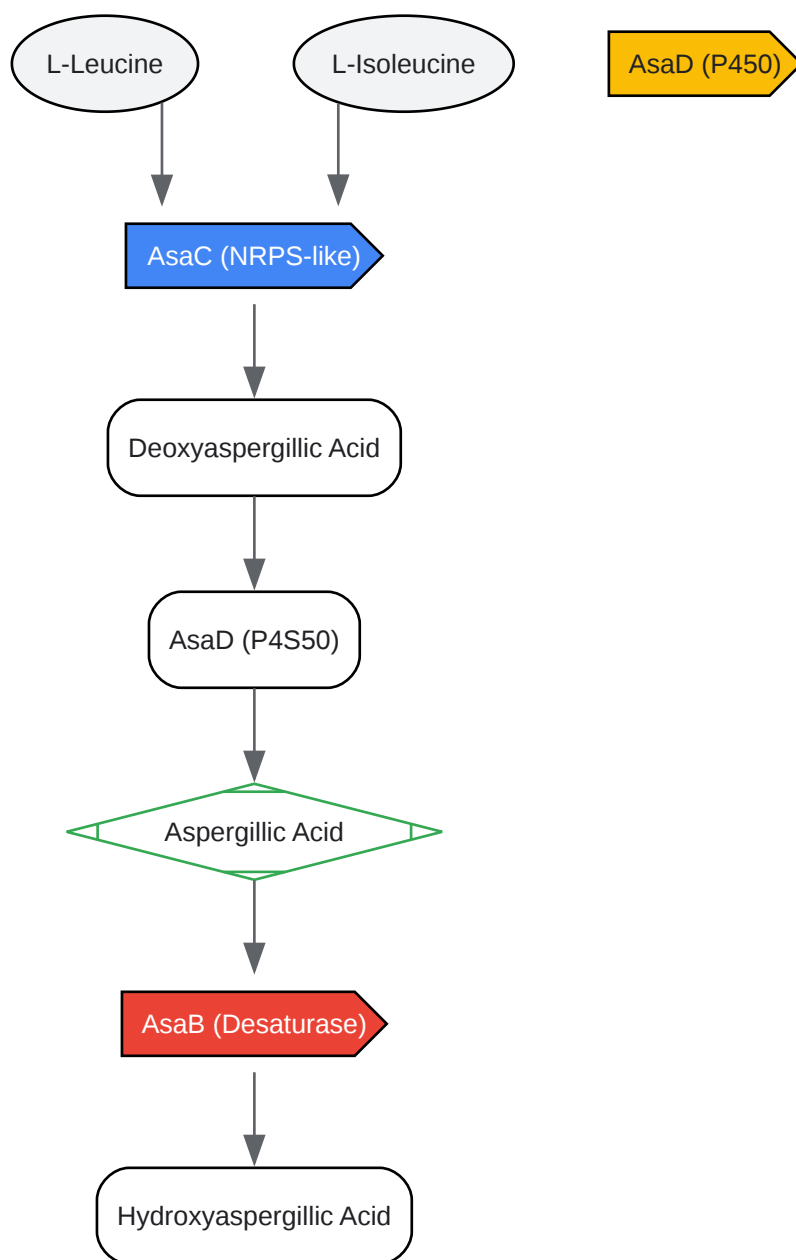 L-Leucine
L-Isoleucine
AsaD (P450)
AsaC (NRPS-like)
Deoxyaspergillic Acid
AsaD (P4S50)
Aspergillic Acid
AsaB (Desaturase)
Hydroxyaspergillic Acid